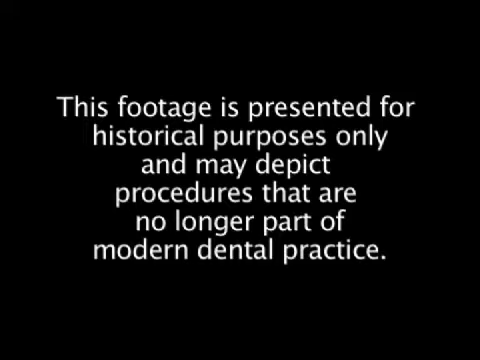 This footage is presented for
historical purposes only
and may depict
procedures that are
no longer part of
modern dental practice.